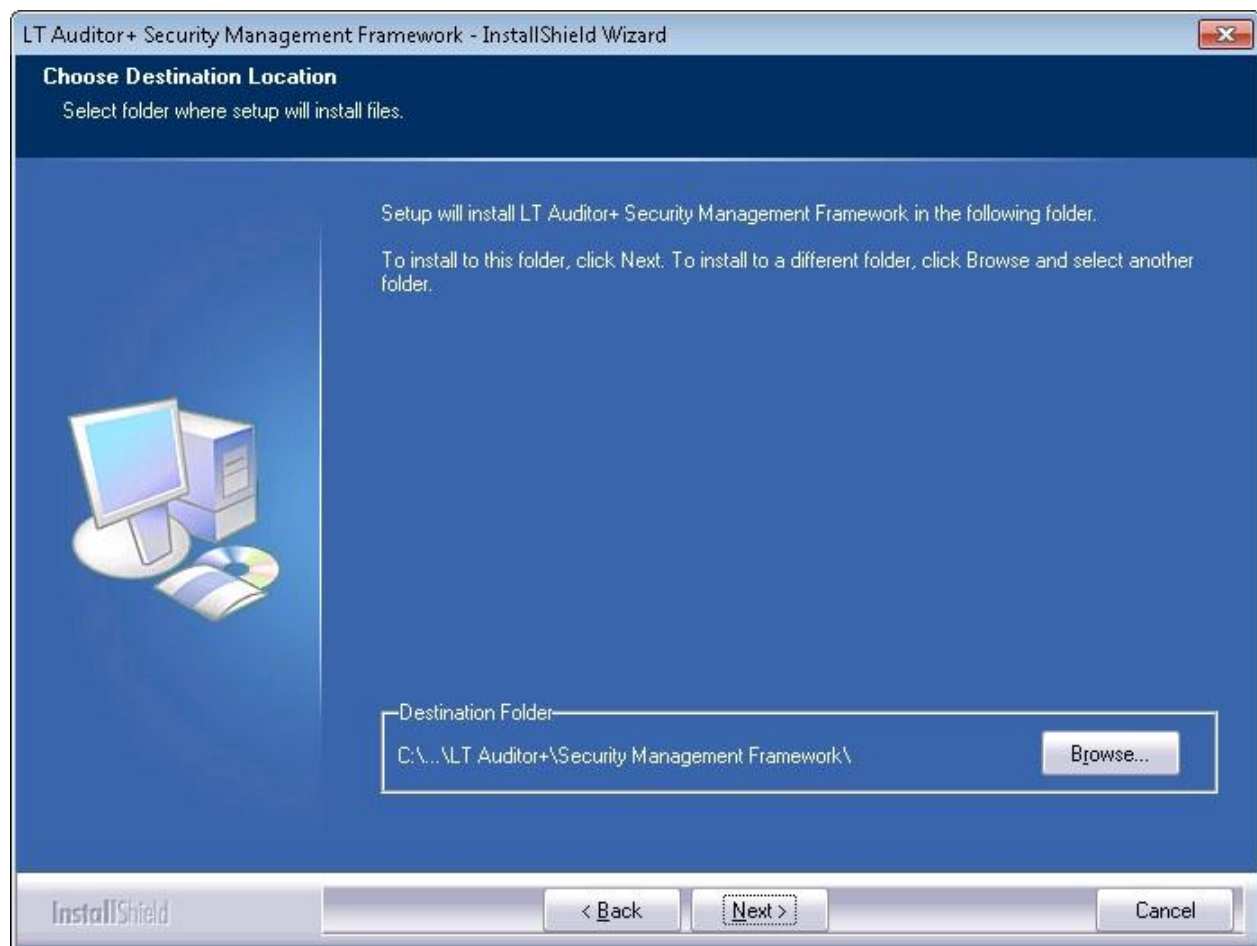 LT Auditor+ Security Management Framework - InstallShield Wizard
Choose Destination Location
Select folder where setup will install files.
Setup will install LT Auditor+ Security Management Framework in the following folder.
To install to this folder, click Next. To install to a different folder, click Browse and select another
folder.
Destination Folder
C:\...\LT Auditor+\Security Management Framework\
Browse...
InstallShield
< Back
Next >
Cancel